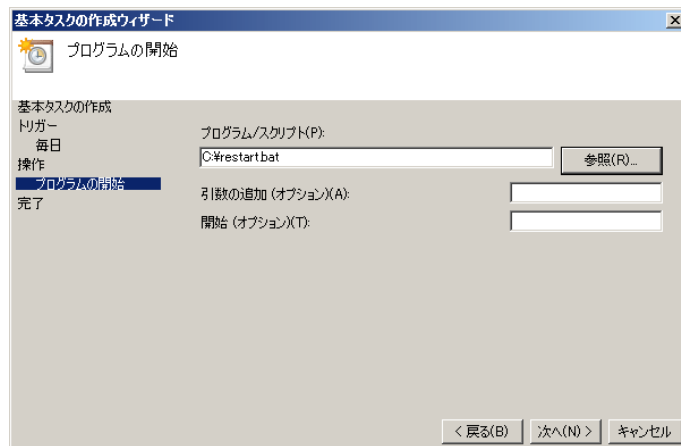 基本タスクの作成ウィザード
プログラムの開始
基本タスクの作成
トリガー
毎日
操作
プログラムの開始
完了
プログラム/スクリプト(P):
C:¥restart.bat
参照(R)...
引数の追加 (オプション)(A):
開始 (オプション)(T):
< 戻る(B)
次へ(N) >
キャンセル